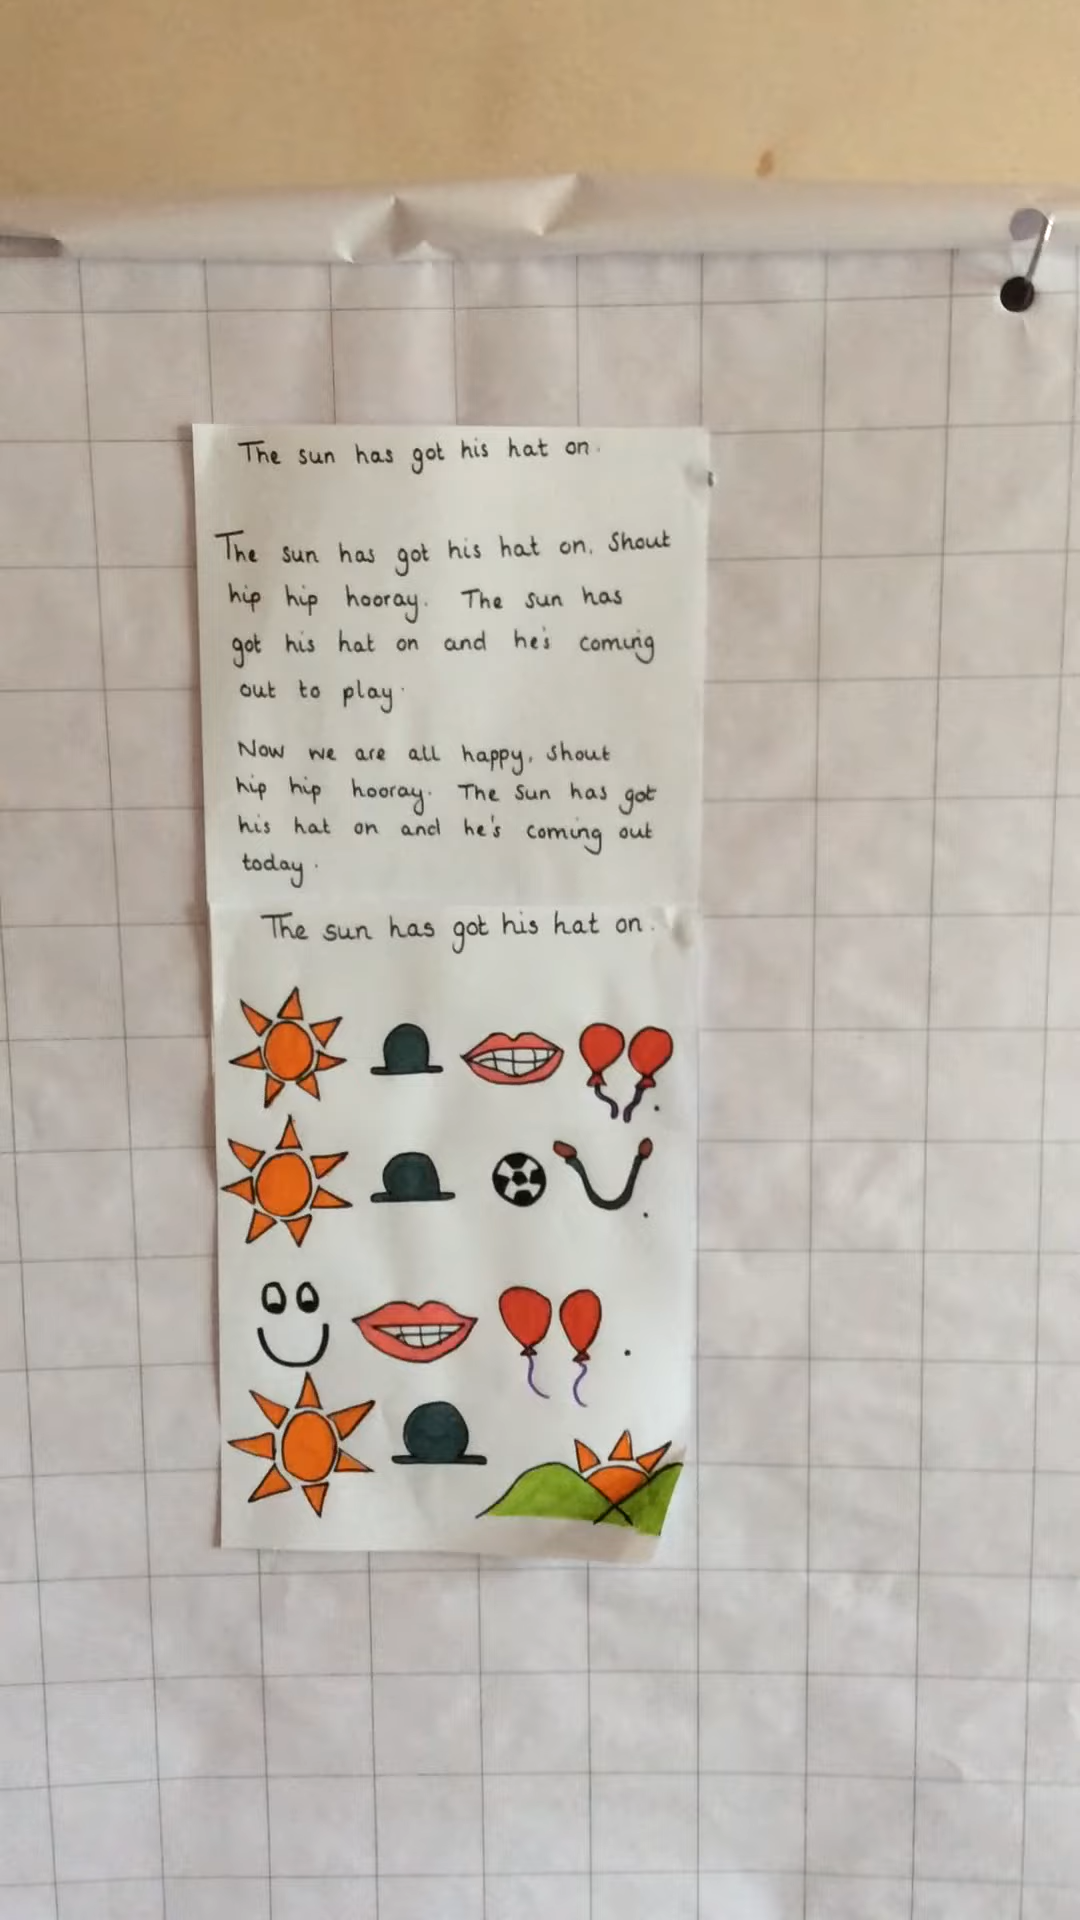 The sun has got his hat on.
The sun has got his hat on. Shout
hip hip hooray. The sun has
got his hat on and he's coming
out to play.
Now we are all happy, shout
hip hip hooray. The sun has got
his hat on and he's coming out
today.
The sun has got his hat on.